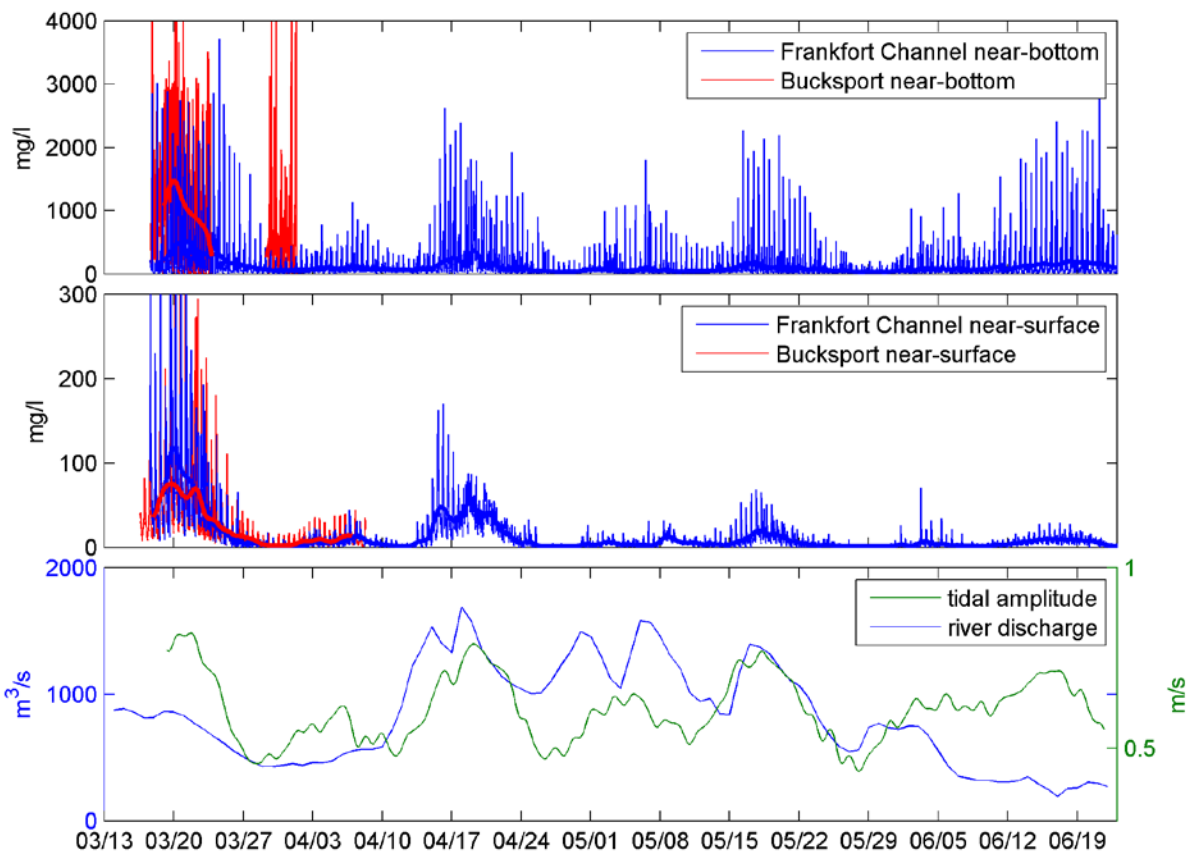 4000
3000
2000
1000
0
mg/l
Frankfort Channel near-bottom
Bucksport near-bottom
300
200
100
0
mg/l
Frankfort Channel near-surface
Bucksport near-surface
2000
1000
0
m³/s
tidal amplitude
river discharge
1
0.5
m/s
03/13 03/20 03/27 04/03 04/10 04/17 04/24 05/01 05/08 05/15 05/22 05/29 06/05 06/12 06/19